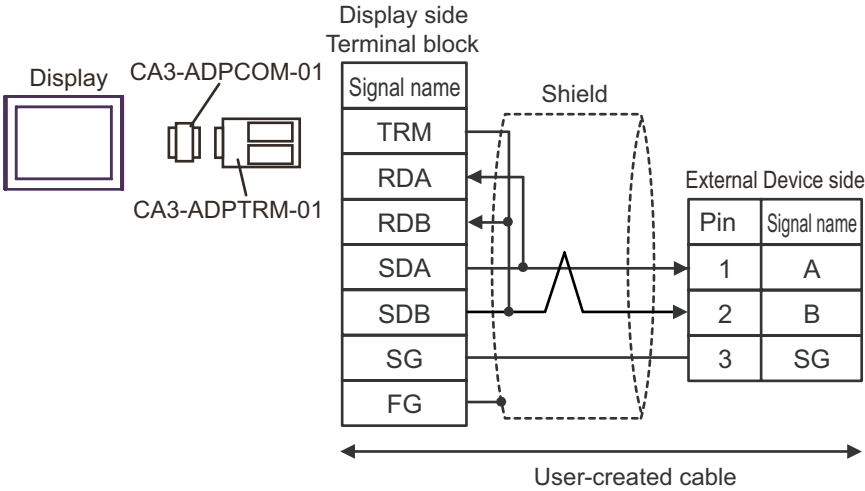 Display side
Terminal block
Display
CA3-ADPCOM-01
CA3-ADPTRM-01
Signal name
TRM
RDA
RDB
SDA
SDB
SG
FG
Shield
External Device side
Pin Signal name
1 A
2 B
3 SG
User-created cable